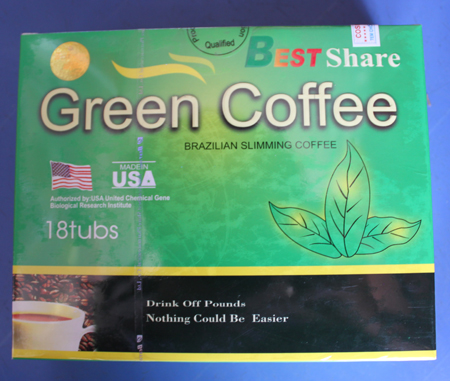 Qualified
BEST Share
Green Coffee
BRAZILIAN SLIMMING COFFEE
MADE IN
USA
Authorized by USA United Chemical Gene
Biological Research Institute
18tubs
Drink Off Pounds
Nothing Could Be Easier